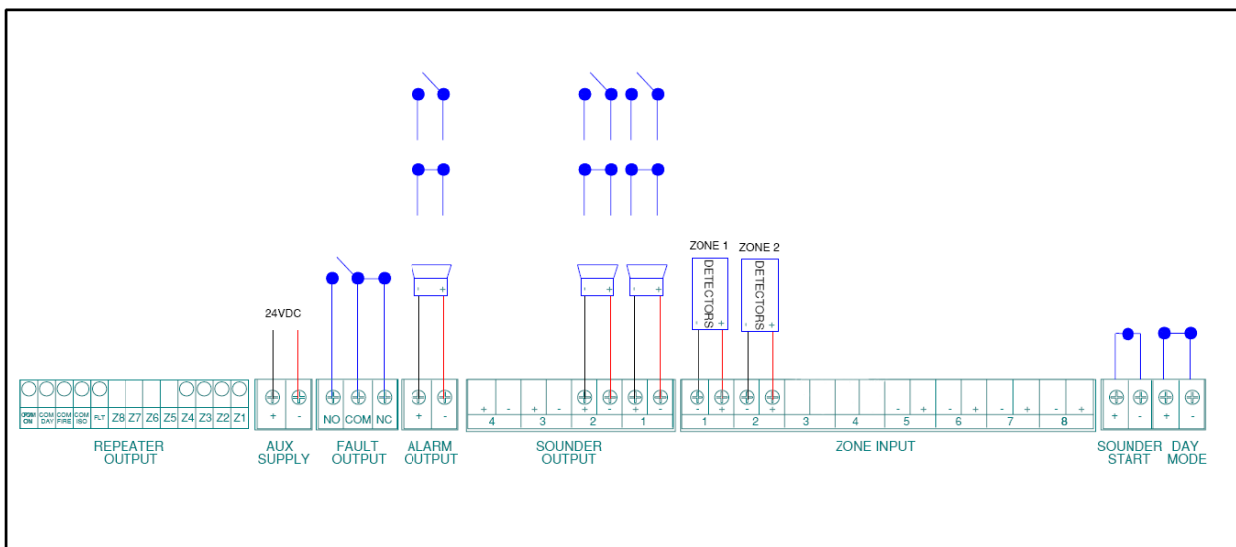 ZONE 1 ZONE 2
DETECTORS DETECTORS
- + - +
- + - + - +
24VDC
COM DAY COM FIRE COM ISO FLT Z8 Z7 Z6 Z5 Z4 Z3 Z2 Z1
REPEATER
OUTPUT
+ -
AUX
SUPPLY
NO COM NC
FAULT
OUTPUT
+ -
ALARM
OUTPUT
+ - + - + - + -
4 3 2 1
SOUNDER
OUTPUT
- + - + - + - + - + - +
1 2 3 4 5 6 7 8
ZONE INPUT
+ - + -
SOUNDER
START
DAY
MODE